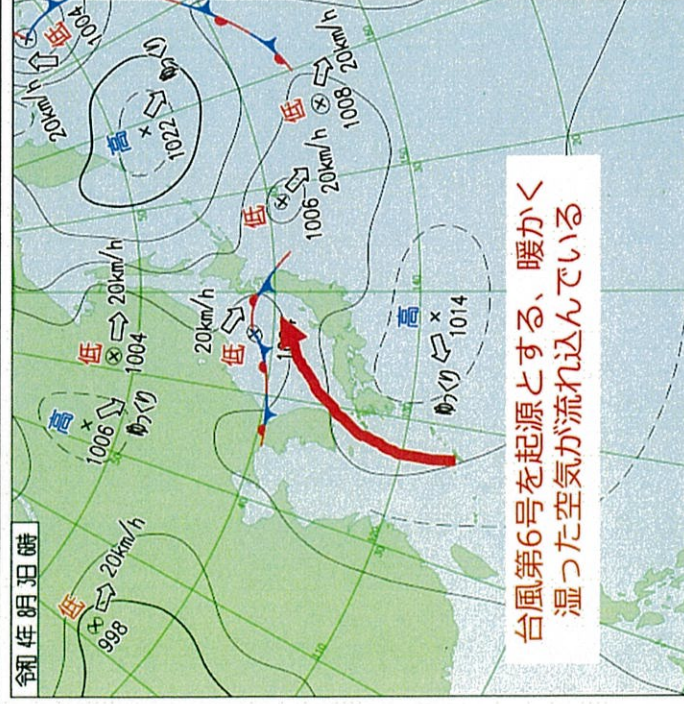 令和 4年 8月 3日 6時
低
998
20km/h
高
1006
ゆっくり
低
1004
20km/h
低
20km/h
高
1022
ゆっくり
低
1004
20km/h
低
1006
20km/h
低
1008
20km/h
高
1014
ゆっくり
台風第6号を起源とする、暖かく
湿った空気が流れ込んでいる